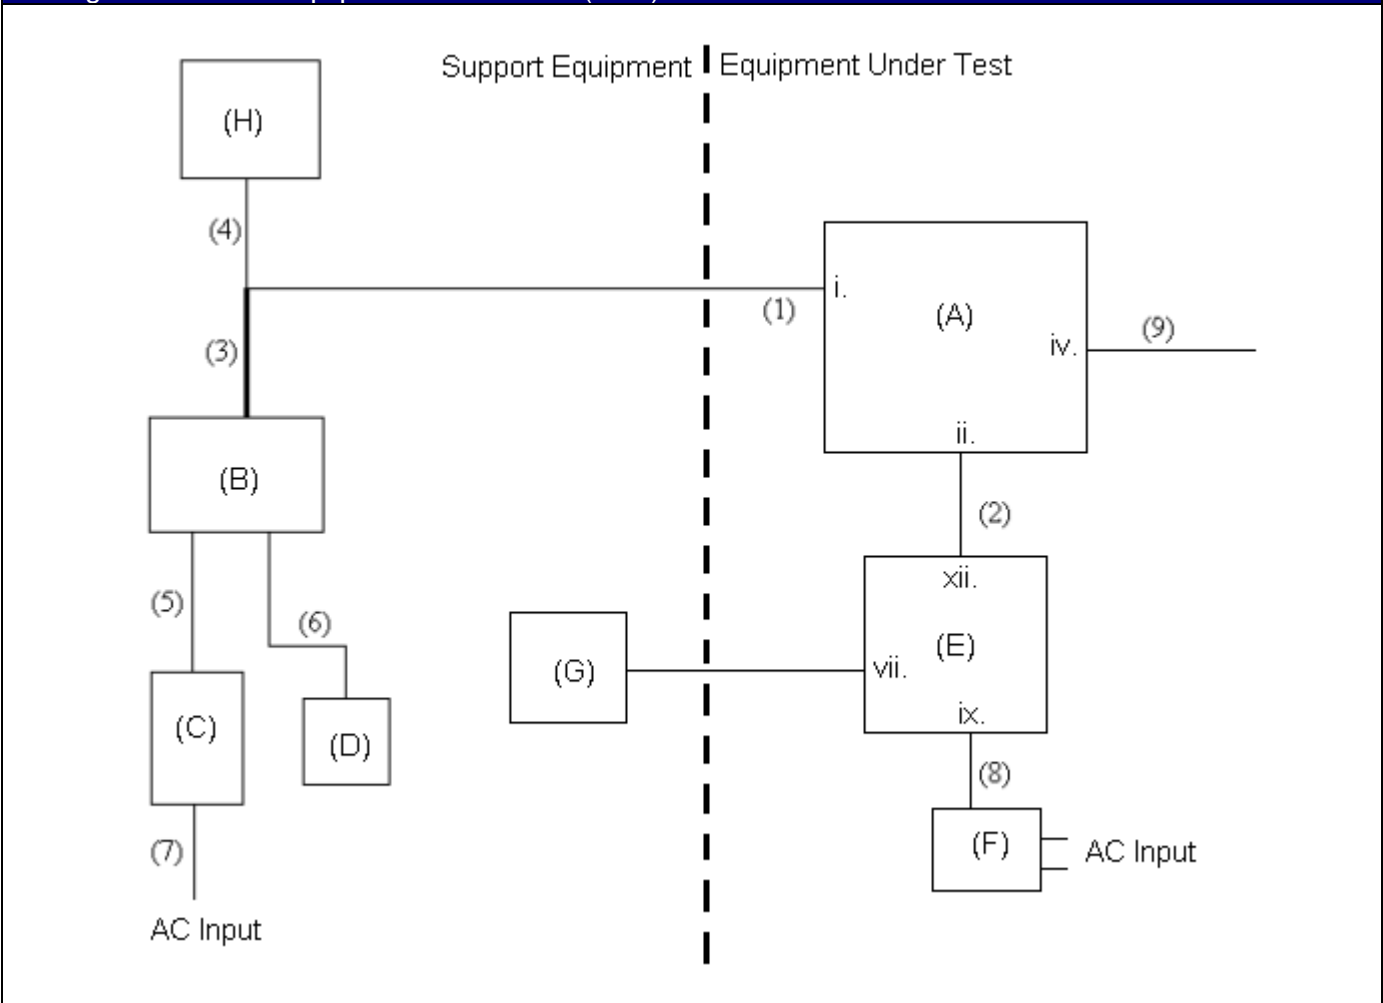 Support Equipment
Equipment Under Test
(H)
(4)
i.
(1)
(A)
(9)
iv.
(3)
ii.
(B)
(2)
xii.
(5)
(6)
(E)
(G)
vii.
(C)
(D)
ix.
(8)
(F)
AC Input
(7)
AC Input